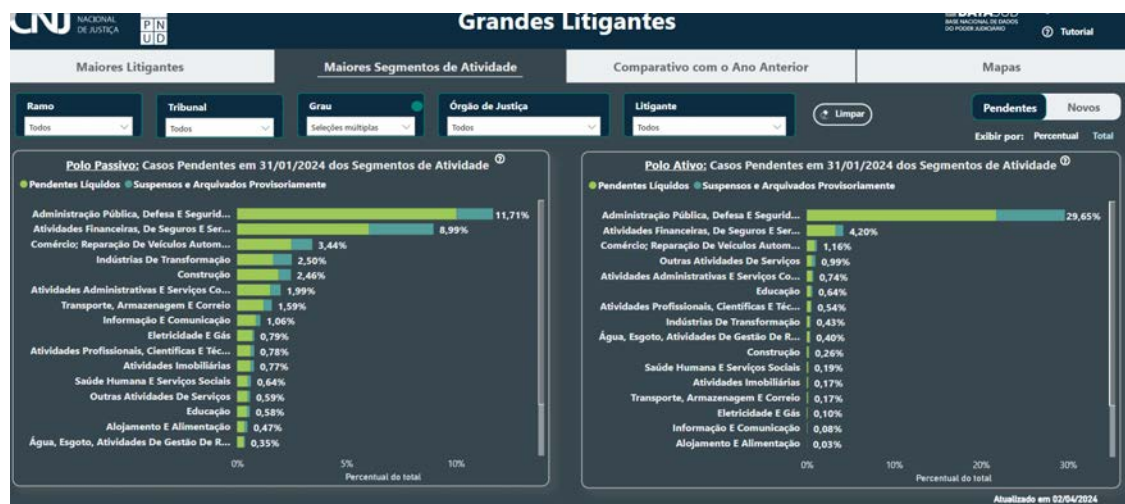 CNJ NACIONAL DE JUSTIÇA
PN
UD
Grandes Litigantes
BASE NACIONAL DE DADOS
DO PODER JUDICIÁRIO
Tutorial
Maiores Litigantes
Maiores Segmentos de Atividade
Comparativo com o Ano Anterior
Mapas
Ramo
Todos
Tribunal
Todos
Grau
Seleções múltiplas
Órgão de Justiça
Todos
Litigante
Todos
Limpar
Pendentes
Novos
Exibir por: Percentual Total
Polo Passivo: Casos Pendentes em 31/01/2024 dos Segmentos de Atividade
Pendentes Líquidos Suspensos e Arquivados Provisoriamente
Administração Pública, Defesa E Segurid... 11,71%
Atividades Financeiras, De Seguros E Ser... 8,99%
Comércio; Reparação De Veículos Autom... 3,44%
Indústrias De Transformação 2,50%
Construção 2,46%
Atividades Administrativas E Serviços Co... 1,99%
Transporte, Armazenagem E Correio 1,59%
Informação E Comunicação 1,06%
Eletricidade E Gás 0,79%
Atividades Profissionais, Científicas E Téc... 0,78%
Atividades Imobiliárias 0,77%
Saúde Humana E Serviços Sociais 0,64%
Outras Atividades De Serviços 0,59%
Educação 0,58%
Alojamento E Alimentação 0,47%
Água, Esgoto, Atividades De Gestão De R... 0,35%
0% 5% 10%
Percentual do total
Polo Ativo: Casos Pendentes em 31/01/2024 dos Segmentos de Atividade
Pendentes Líquidos Suspensos e Arquivados Provisoriamente
Administração Pública, Defesa E Segurid... 29,65%
Atividades Financeiras, De Seguros E Ser... 4,20%
Comércio; Reparação De Veículos Autom... 1,16%
Outras Atividades De Serviços 0,99%
Atividades Administrativas E Serviços Co... 0,74%
Educação 0,64%
Atividades Profissionais, Científicas E Téc... 0,54%
Indústrias De Transformação 0,43%
Água, Esgoto, Atividades De Gestão De R... 0,40%
Construção 0,26%
Saúde Humana E Serviços Sociais 0,19%
Atividades Imobiliárias 0,17%
Transporte, Armazenagem E Correio 0,17%
Eletricidade E Gás 0,10%
Informação E Comunicação 0,08%
Alojamento E Alimentação 0,03%
0% 10% 20% 30%
Percentual do total
Atualizado em 02/04/2024